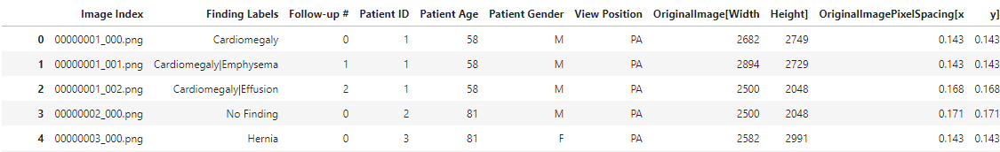 Image Index Finding Labels Follow-up # Patient ID Patient Age Patient Gender View Position OriginalImage[Width Height] OriginalImagePixelSpacing[x y]
0 00000001_000.png Cardiomegaly 0 1 58 M PA 2682 2749 0.143 0.143
1 00000001_001.png Cardiomegaly|Emphysema 1 1 58 M PA 2894 2729 0.143 0.143
2 00000001_002.png Cardiomegaly|Effusion 2 1 58 M PA 2500 2048 0.168 0.168
3 00000002_000.png No Finding 0 2 81 M PA 2500 2048 0.171 0.171
4 00000003_000.png Hernia 0 3 81 F PA 2582 2991 0.143 0.143